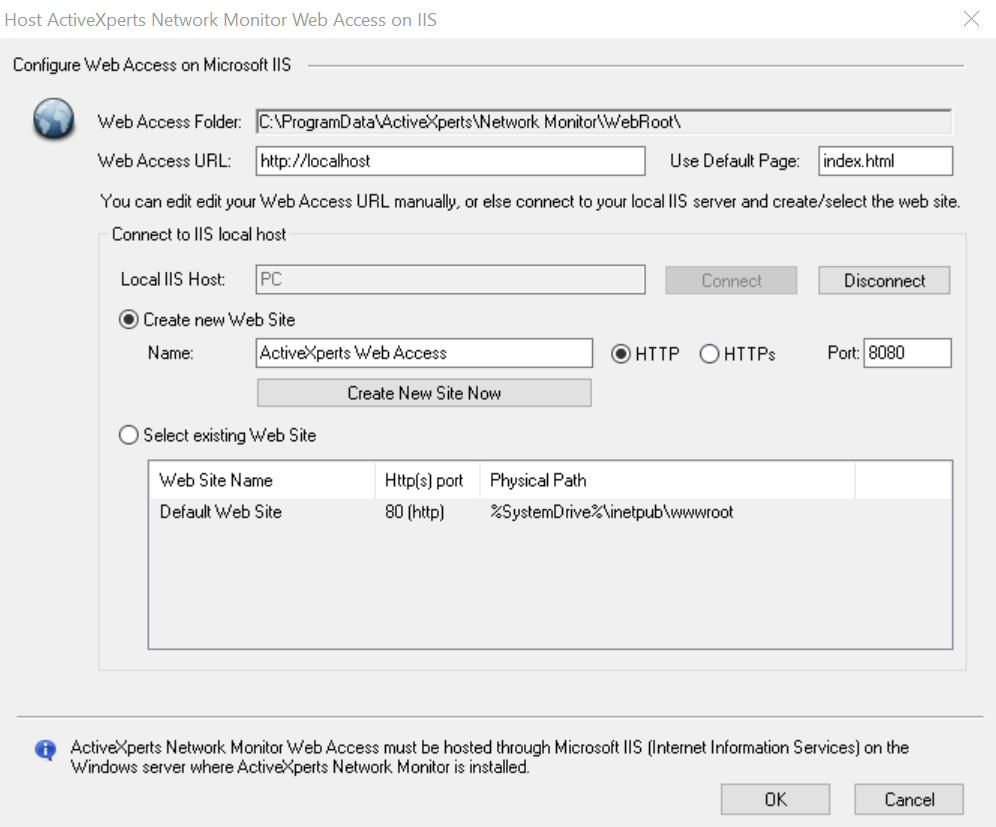 Host ActiveXperts Network Monitor Web Access on IIS
Configure Web Access on Microsoft IIS
Web Access Folder: C:\ProgramData\ActiveXperts\Network Monitor\WebRoot\
Web Access URL: http://localhost Use Default Page: index.html
You can edit edit your Web Access URL manually, or else connect to your local IIS server and create/select the web site.
Connect to IIS local host
Local IIS Host: PC Connect Disconnect
Create new Web Site
Name: ActiveXperts Web Access HTTP HTTPs Port: 8080
Create New Site Now
Select existing Web Site
Web Site Name Http(s) port Physical Path
Default Web Site 80 (http) %SystemDrive%\inetpub\wwwroot
ActiveXperts Network Monitor Web Access must be hosted through Microsoft IIS (Internet Information Services) on the
Windows server where ActiveXperts Network Monitor is installed.
OK Cancel